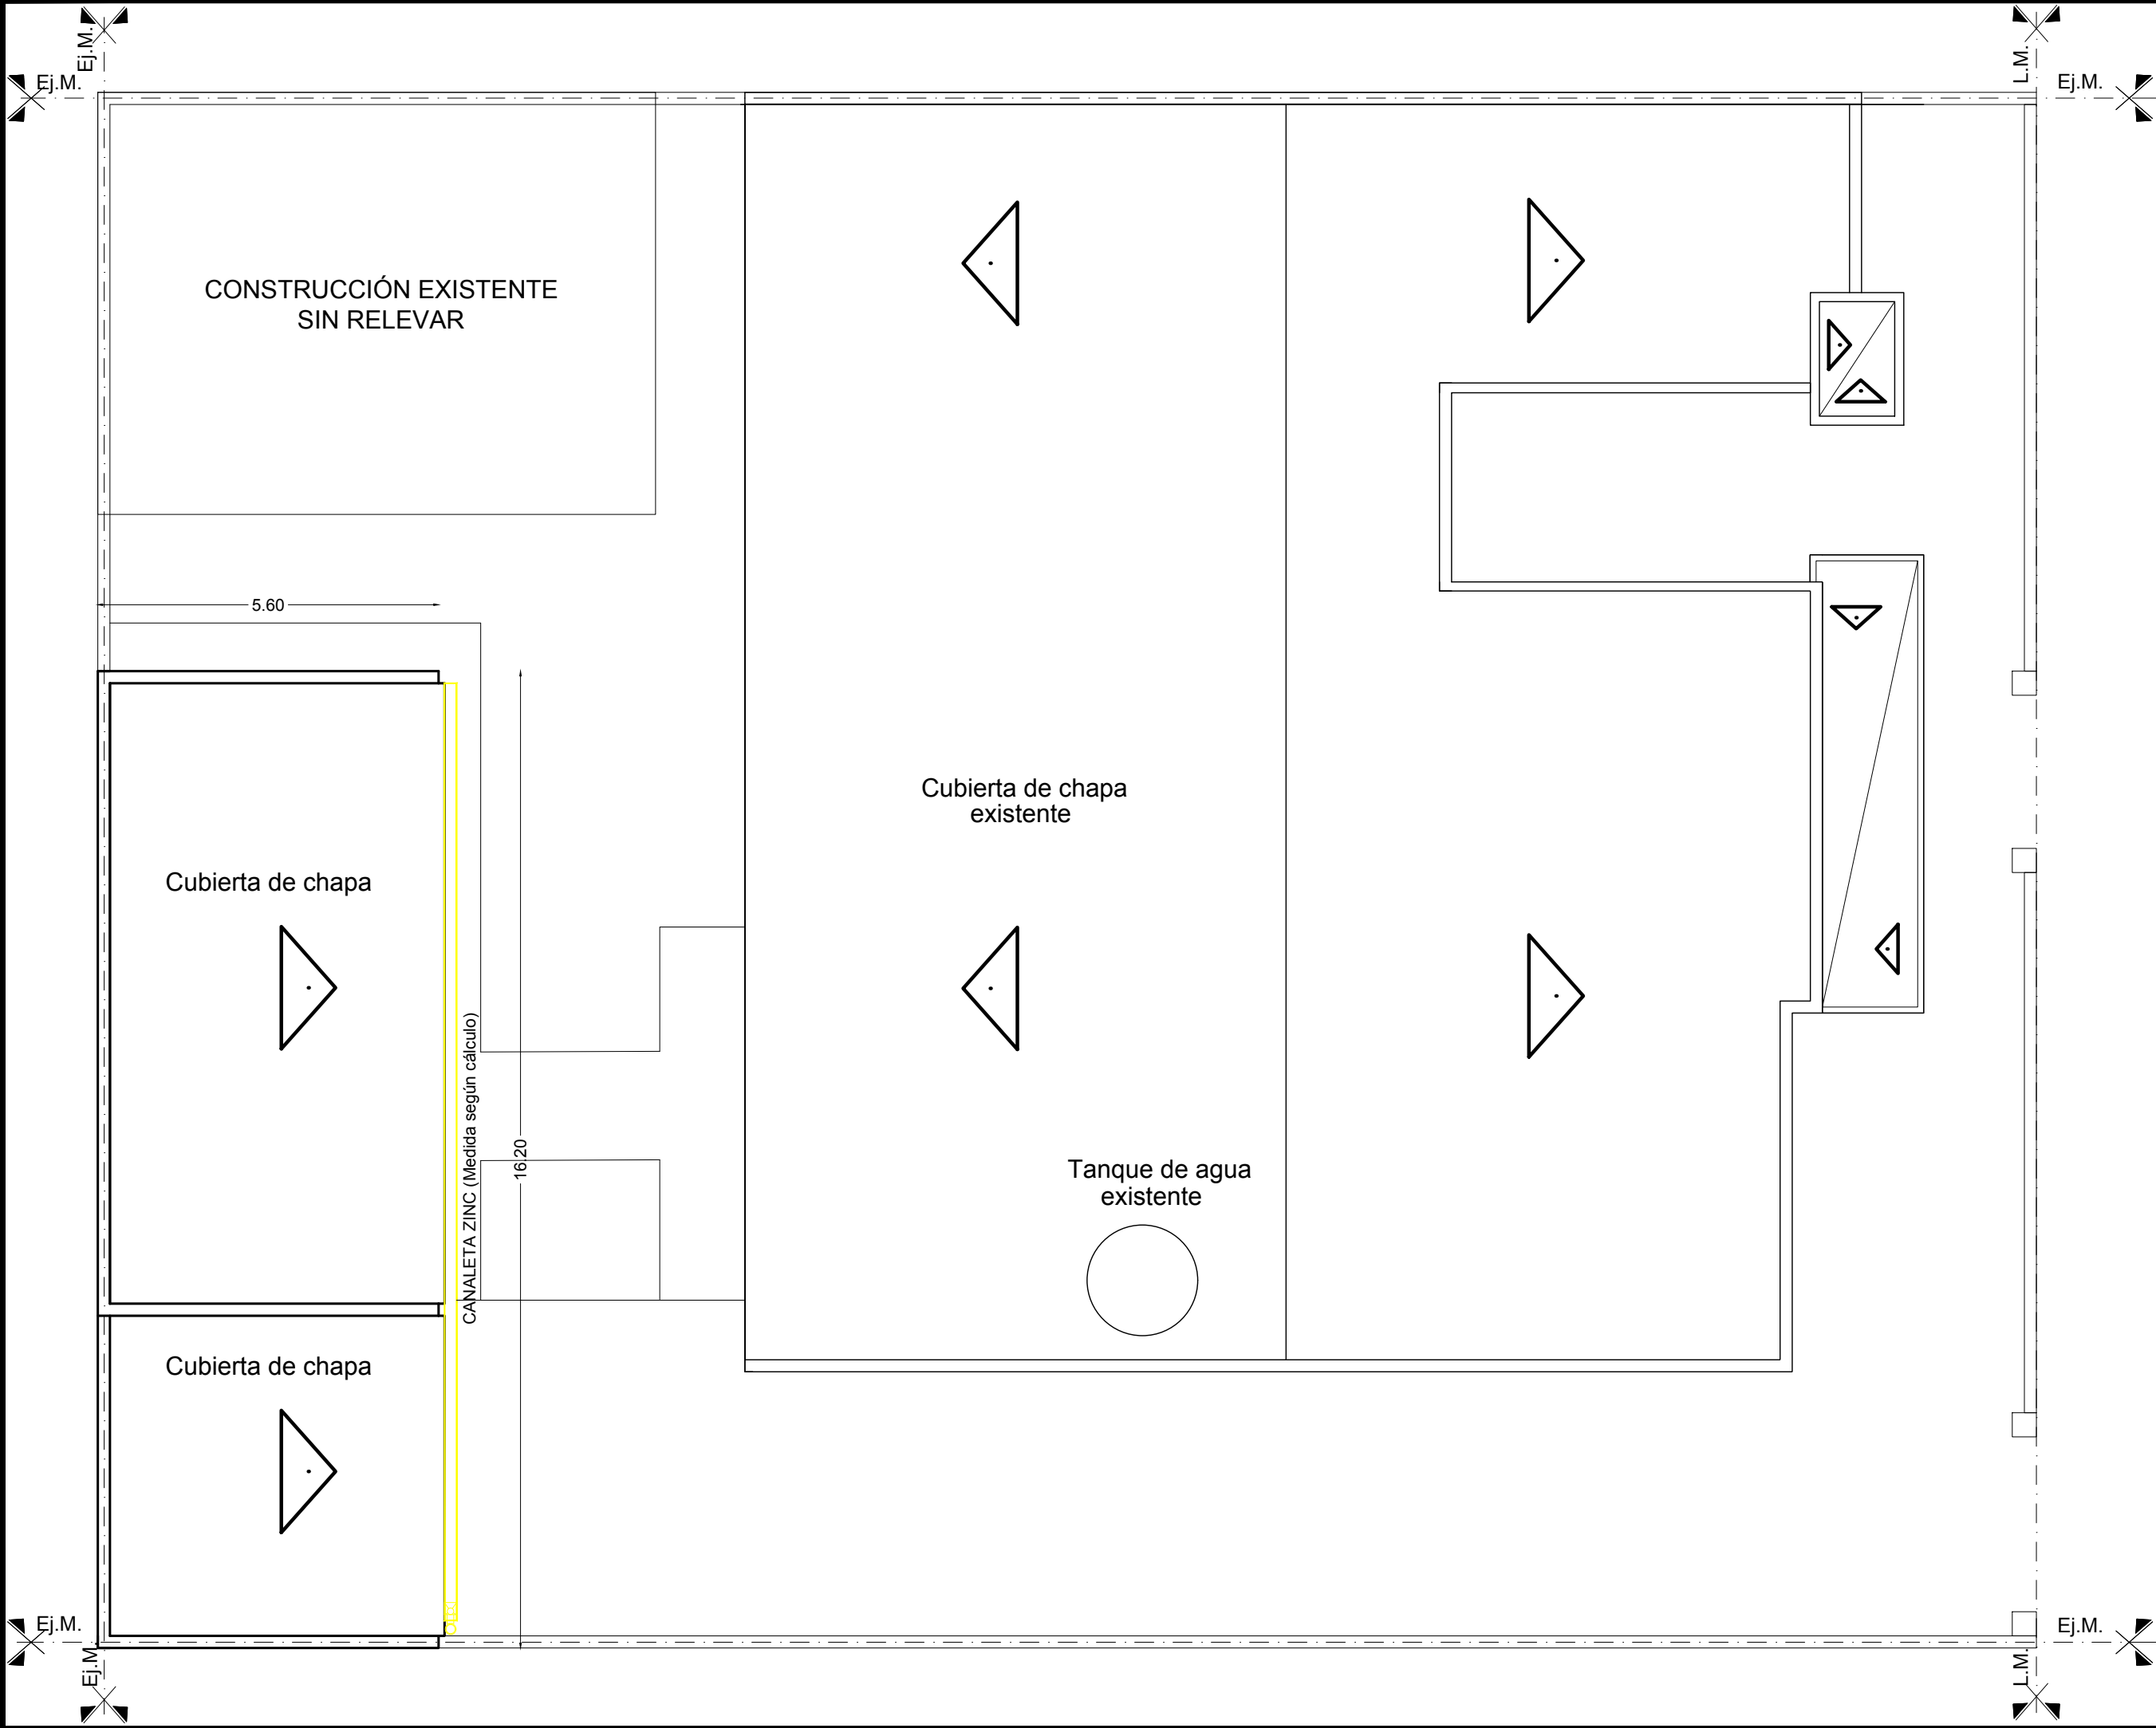 Ej.M.
L.M.
Ej.M.
Ej.M.
CONSTRUCCIÓN EXISTENTE
SIN RELEVAR
5.60
Cubierta de chapa
existente
Cubierta de chapa
CANALETA ZINC (Medida según cálculo)
16.20
Tanque de agua
existente
Cubierta de chapa
Ej.M.
Ej.M.
Ej.M.
L.M.